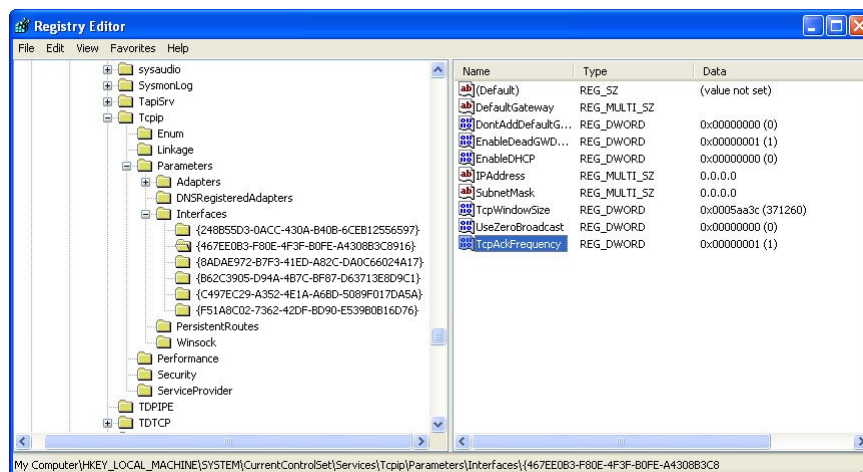 Registry Editor
File Edit View Favorites Help
sysaudio
SysmonLog
TapiSrv
Tcpip
Enum
Linkage
Parameters
Adapters
DNSRegisteredAdapters
Interfaces
{248B55D3-0ACC-430A-B40B-6CEB12556597}
{467EE0B3-F80E-4F3F-B0FE-A4308B3C8916}
{8ADAE972-B7F3-41ED-A82C-DA0C66024A17}
{B62C3905-D94A-4B7C-BF87-D63713E8D9C1}
{C497EC29-A352-4E1A-A6BD-5089F017DA5A}
{F51A8C02-7362-42DF-BD90-E539B0B16D76}
PersistentRoutes
Winsock
Performance
Security
ServiceProvider
TDPIPE
TDTCP
Name Type Data
(Default) REG_SZ (value not set)
DefaultGateway REG_MULTI_SZ
DontAddDefaultG... REG_DWORD 0x00000000 (0)
EnableDeadGWD... REG_DWORD 0x00000001 (1)
EnableDHCP REG_DWORD 0x00000000 (0)
IPAddress REG_MULTI_SZ 0.0.0.0
SubnetMask REG_MULTI_SZ 0.0.0.0
TcpWindowSize REG_DWORD 0x0005aa3c (371260)
UseZeroBroadcast REG_DWORD 0x00000000 (0)
TcpAckFrequency REG_DWORD 0x00000001 (1)
My Computer\HKEY_LOCAL_MACHINE\SYSTEM\CurrentControlSet\Services\Tcpip\Parameters\Interfaces\{467EE0B3-F80E-4F3F-B0FE-A4308B3C8